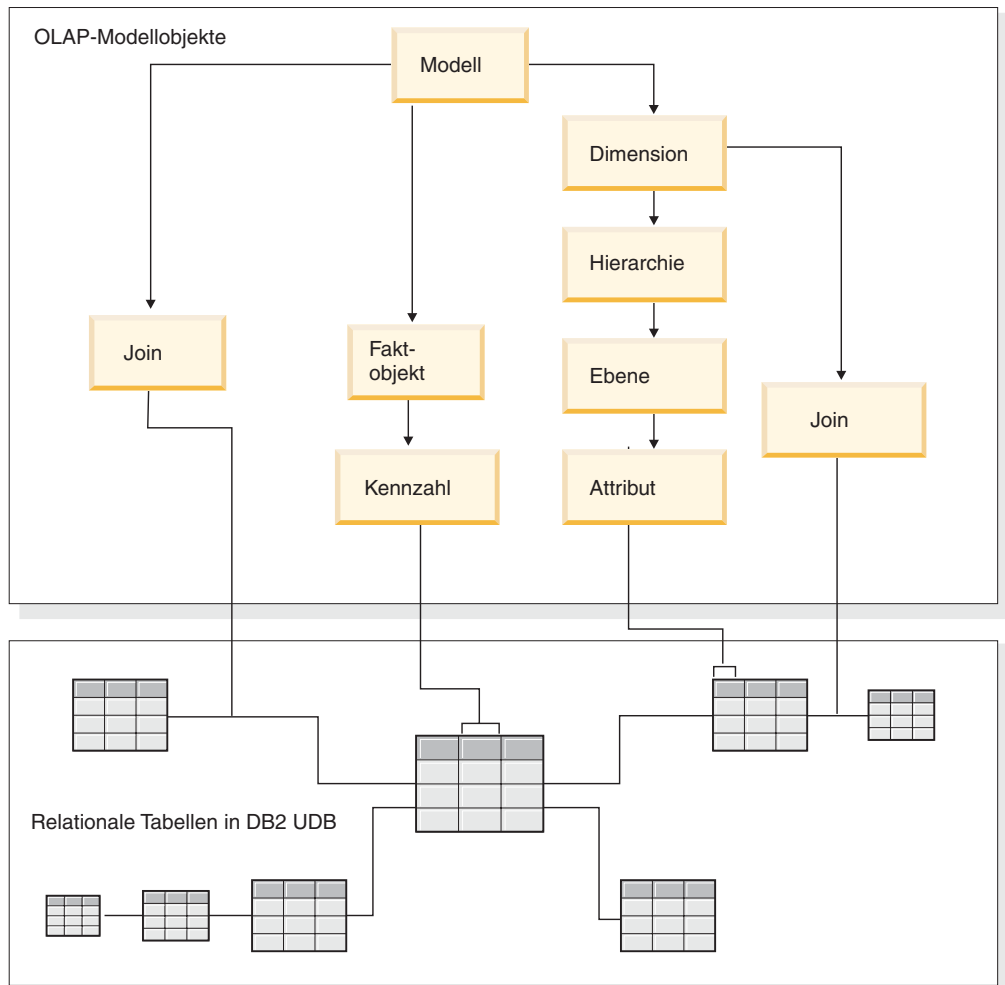 OLAP-Modellobjekte
Modell
Dimension
Hierarchie
Join
Fakt-
objekt
Ebene
Join
Kennzahl
Attribut
Relationale Tabellen in DB2 UDB